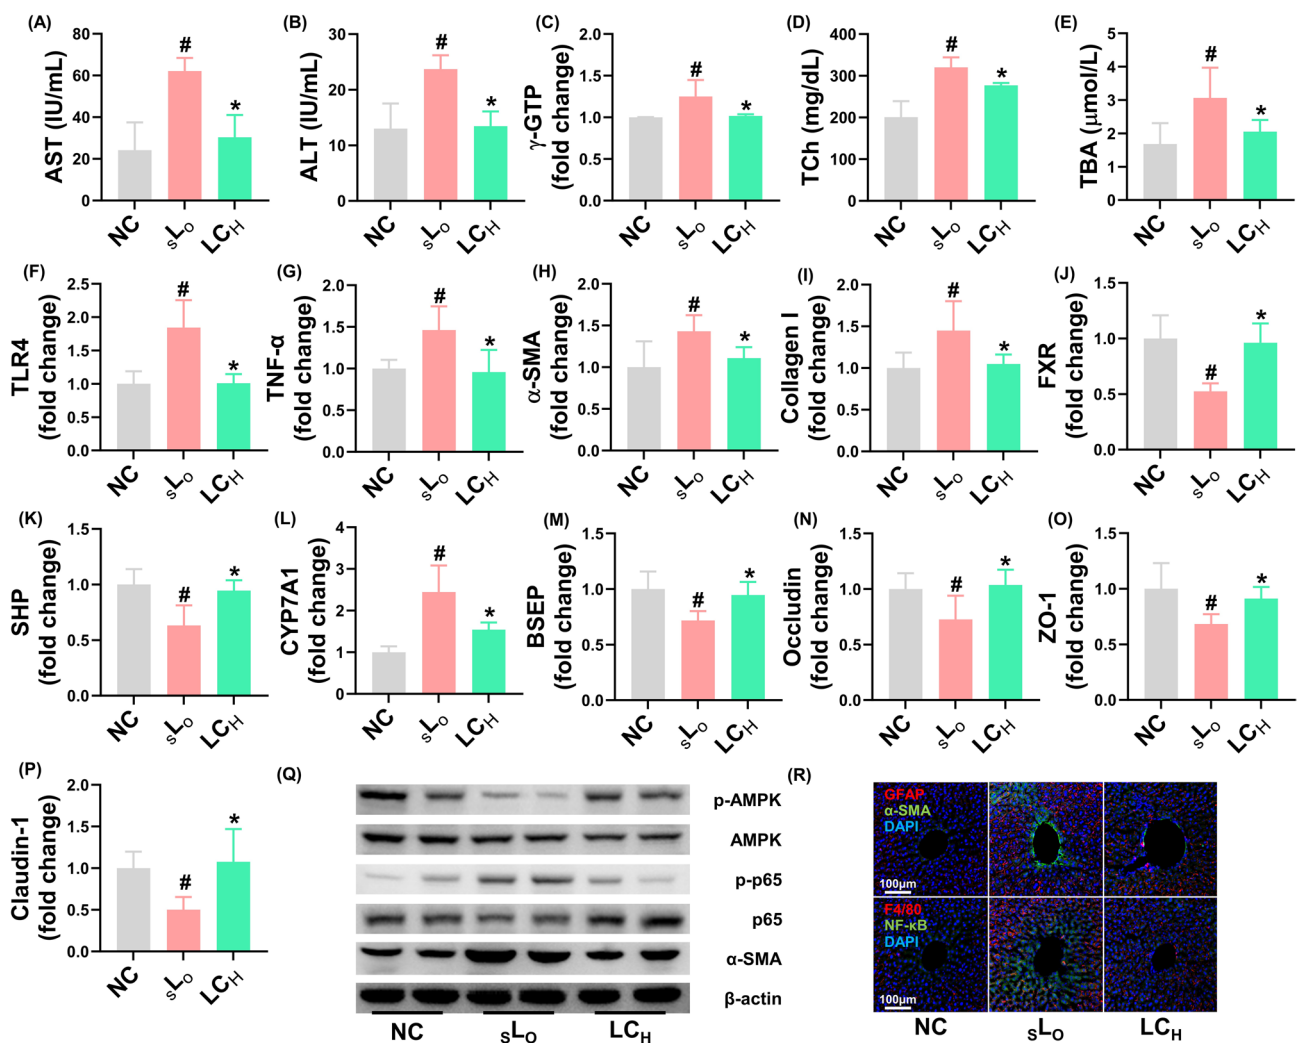 (A)
AST (IU/mL)
80
60
40
20
0
#
*
NC
sLO
LCH
(B)
ALT (IU/mL)
30
20
10
0
#
*
NC
sLO
LCH
(C)
γ-GTP
(fold change)
2.0
1.5
1.0
0.5
0.0
#
*
NC
sLO
LCH
(D)
TCh (mg/dL)
400
300
200
100
0
#
*
NC
sLO
LCH
(E)
TBA (μmol/L)
5
4
3
2
1
0
#
*
NC
sLO
LCH
(F)
TLR4
(fold change)
2.5
2.0
1.5
1.0
0.5
0.0
#
*
NC
sLO
LCH
(G)
TNF-α
(fold change)
2.0
1.5
1.0
0.5
0.0
#
*
NC
sLO
LCH
(H)
α-SMA
(fold change)
2.0
1.5
1.0
0.5
0.0
#
*
NC
sLO
LCH
(I)
Collagen I
(fold change)
2.0
1.5
1.0
0.5
0.0
#
*
NC
sLO
LCH
(J)
FXR
(fold change)
1.5
1.0
0.5
0.0
#
*
NC
sLO
LCH
(K)
SHP
(fold change)
1.5
1.0
0.5
0.0
#
*
NC
sLO
LCH
(L)
CYP7A1
(fold change)
4
3
2
1
0
#
*
NC
sLO
LCH
(M)
BSEP
(fold change)
1.5
1.0
0.5
0.0
#
*
NC
sLO
LCH
(N)
Occludin
(fold change)
1.5
1.0
0.5
0.0
#
*
NC
sLO
LCH
(O)
ZO-1
(fold change)
1.5
1.0
0.5
0.0
#
*
NC
sLO
LCH
(P)
Claudin-1
(fold change)
2.0
1.5
1.0
0.5
0.0
#
*
NC
sLO
LCH
(Q)
p-AMPK
AMPK
p-p65
p65
α-SMA
β-actin
NC
sLO
LCH
(R)
GFAP
α-SMA
DAPI
100μm
F4/80
NF-κB
DAPI
100μm
NC
sLO
LCH